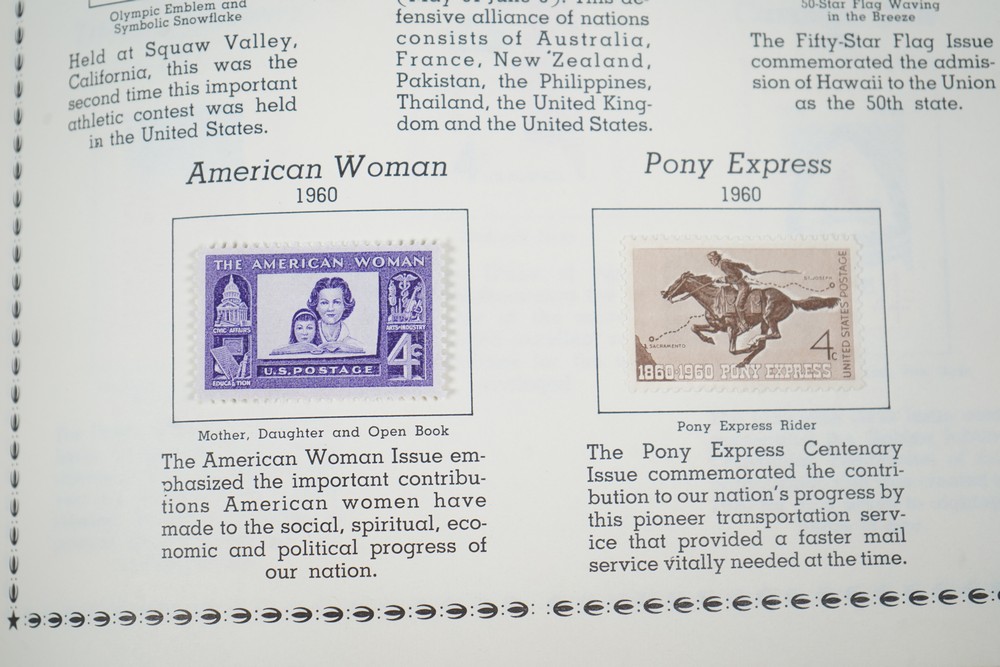 Olympic Emblem and
Symbolic Snowflake
Held at Squaw Valley,
California, this was the
second time this important
athletic contest was held
in the United States.
fensive alliance of nations
consists of Australia,
France, New Zealand,
Pakistan, the Philippines,
Thailand, the United King-
dom and the United States.
50-Star Flag Waving
in the Breeze
The Fifty-Star Flag Issue
commemorated the admis-
sion of Hawaii to the Union
as the 50th state.
American Woman
1960
THE AMERICAN WOMAN
CIVIC AFFAIRS
ARTS-INDUSTRY
EDUCATION
4c
U.S. POSTAGE
Mother, Daughter and Open Book
The American Woman Issue em-
phasized the important contribu-
tions American women have
made to the social, spiritual, eco-
nomic and political progress of
our nation.
Pony Express
1960
ST. JOSEPH
SACRAMENTO
4c
UNITED STATES POSTAGE
1860·1960 PONY EXPRESS
Pony Express Rider
The Pony Express Centenary
Issue commemorated the contri-
bution to our nation's progress by
this pioneer transportation serv-
ice that provided a faster mail
service vitally needed at the time.